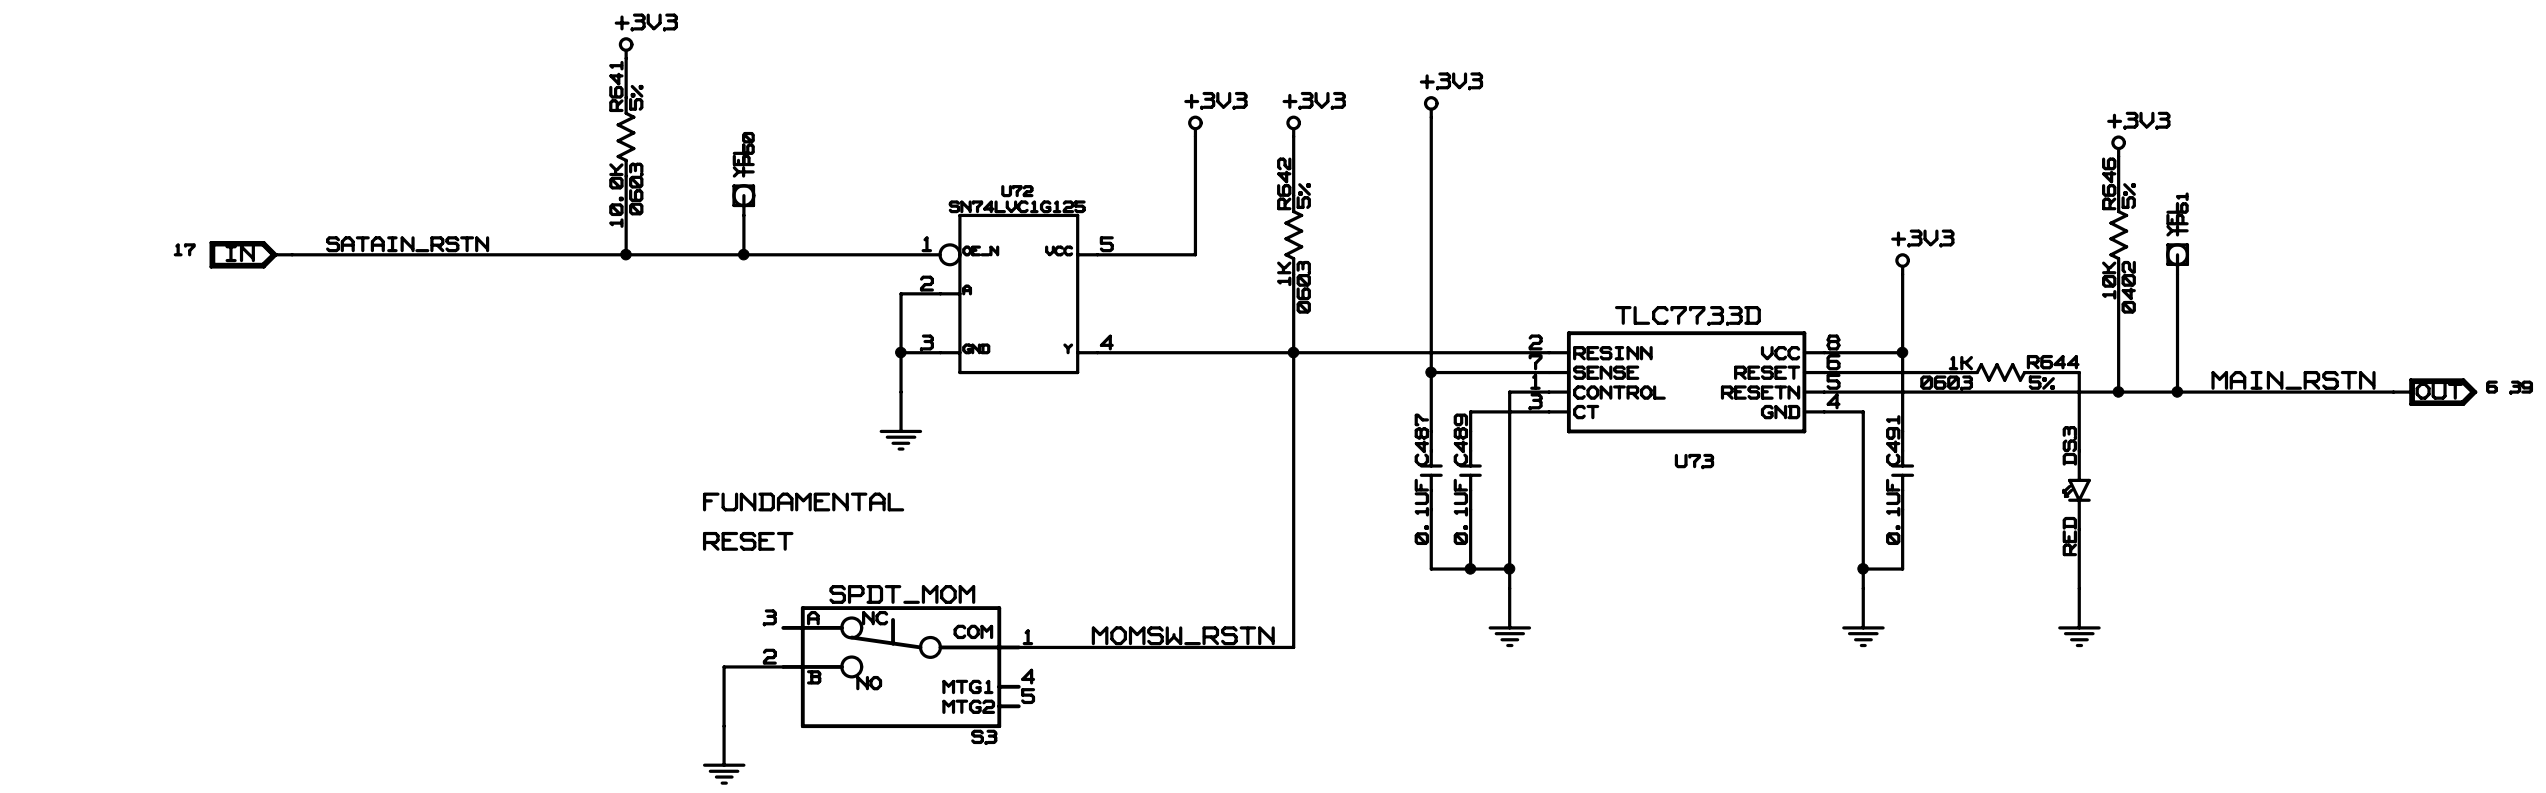 +3V3
R641
5%
10.0K
0603
YEL
TP60
17
IN
SATAIN_RSTN
U72
SN74LVC1G125
1
OE_N
VCC
5
2
A
3
GND
Y
4
+3V3
+3V3
R642
5%
1K
0603
FUNDAMENTAL
RESET
SPDT_MOM
3
A
NC
COM
1
MOMSW_RSTN
2
B
NO
MTG1
4
MTG2
5
S3
+3V3
TLC7733D
2
RESINN
VCC
8
7
SENSE
RESET
6
1
CONTROL
RESETN
5
3
CT
GND
4
U73
C487
0.1UF
C489
0.1UF
+3V3
C491
0.1UF
1K
R644
0603
5%
DS3
RED
+3V3
R646
5%
10K
0402
YEL
TP61
MAIN_RSTN
OUT
6 39